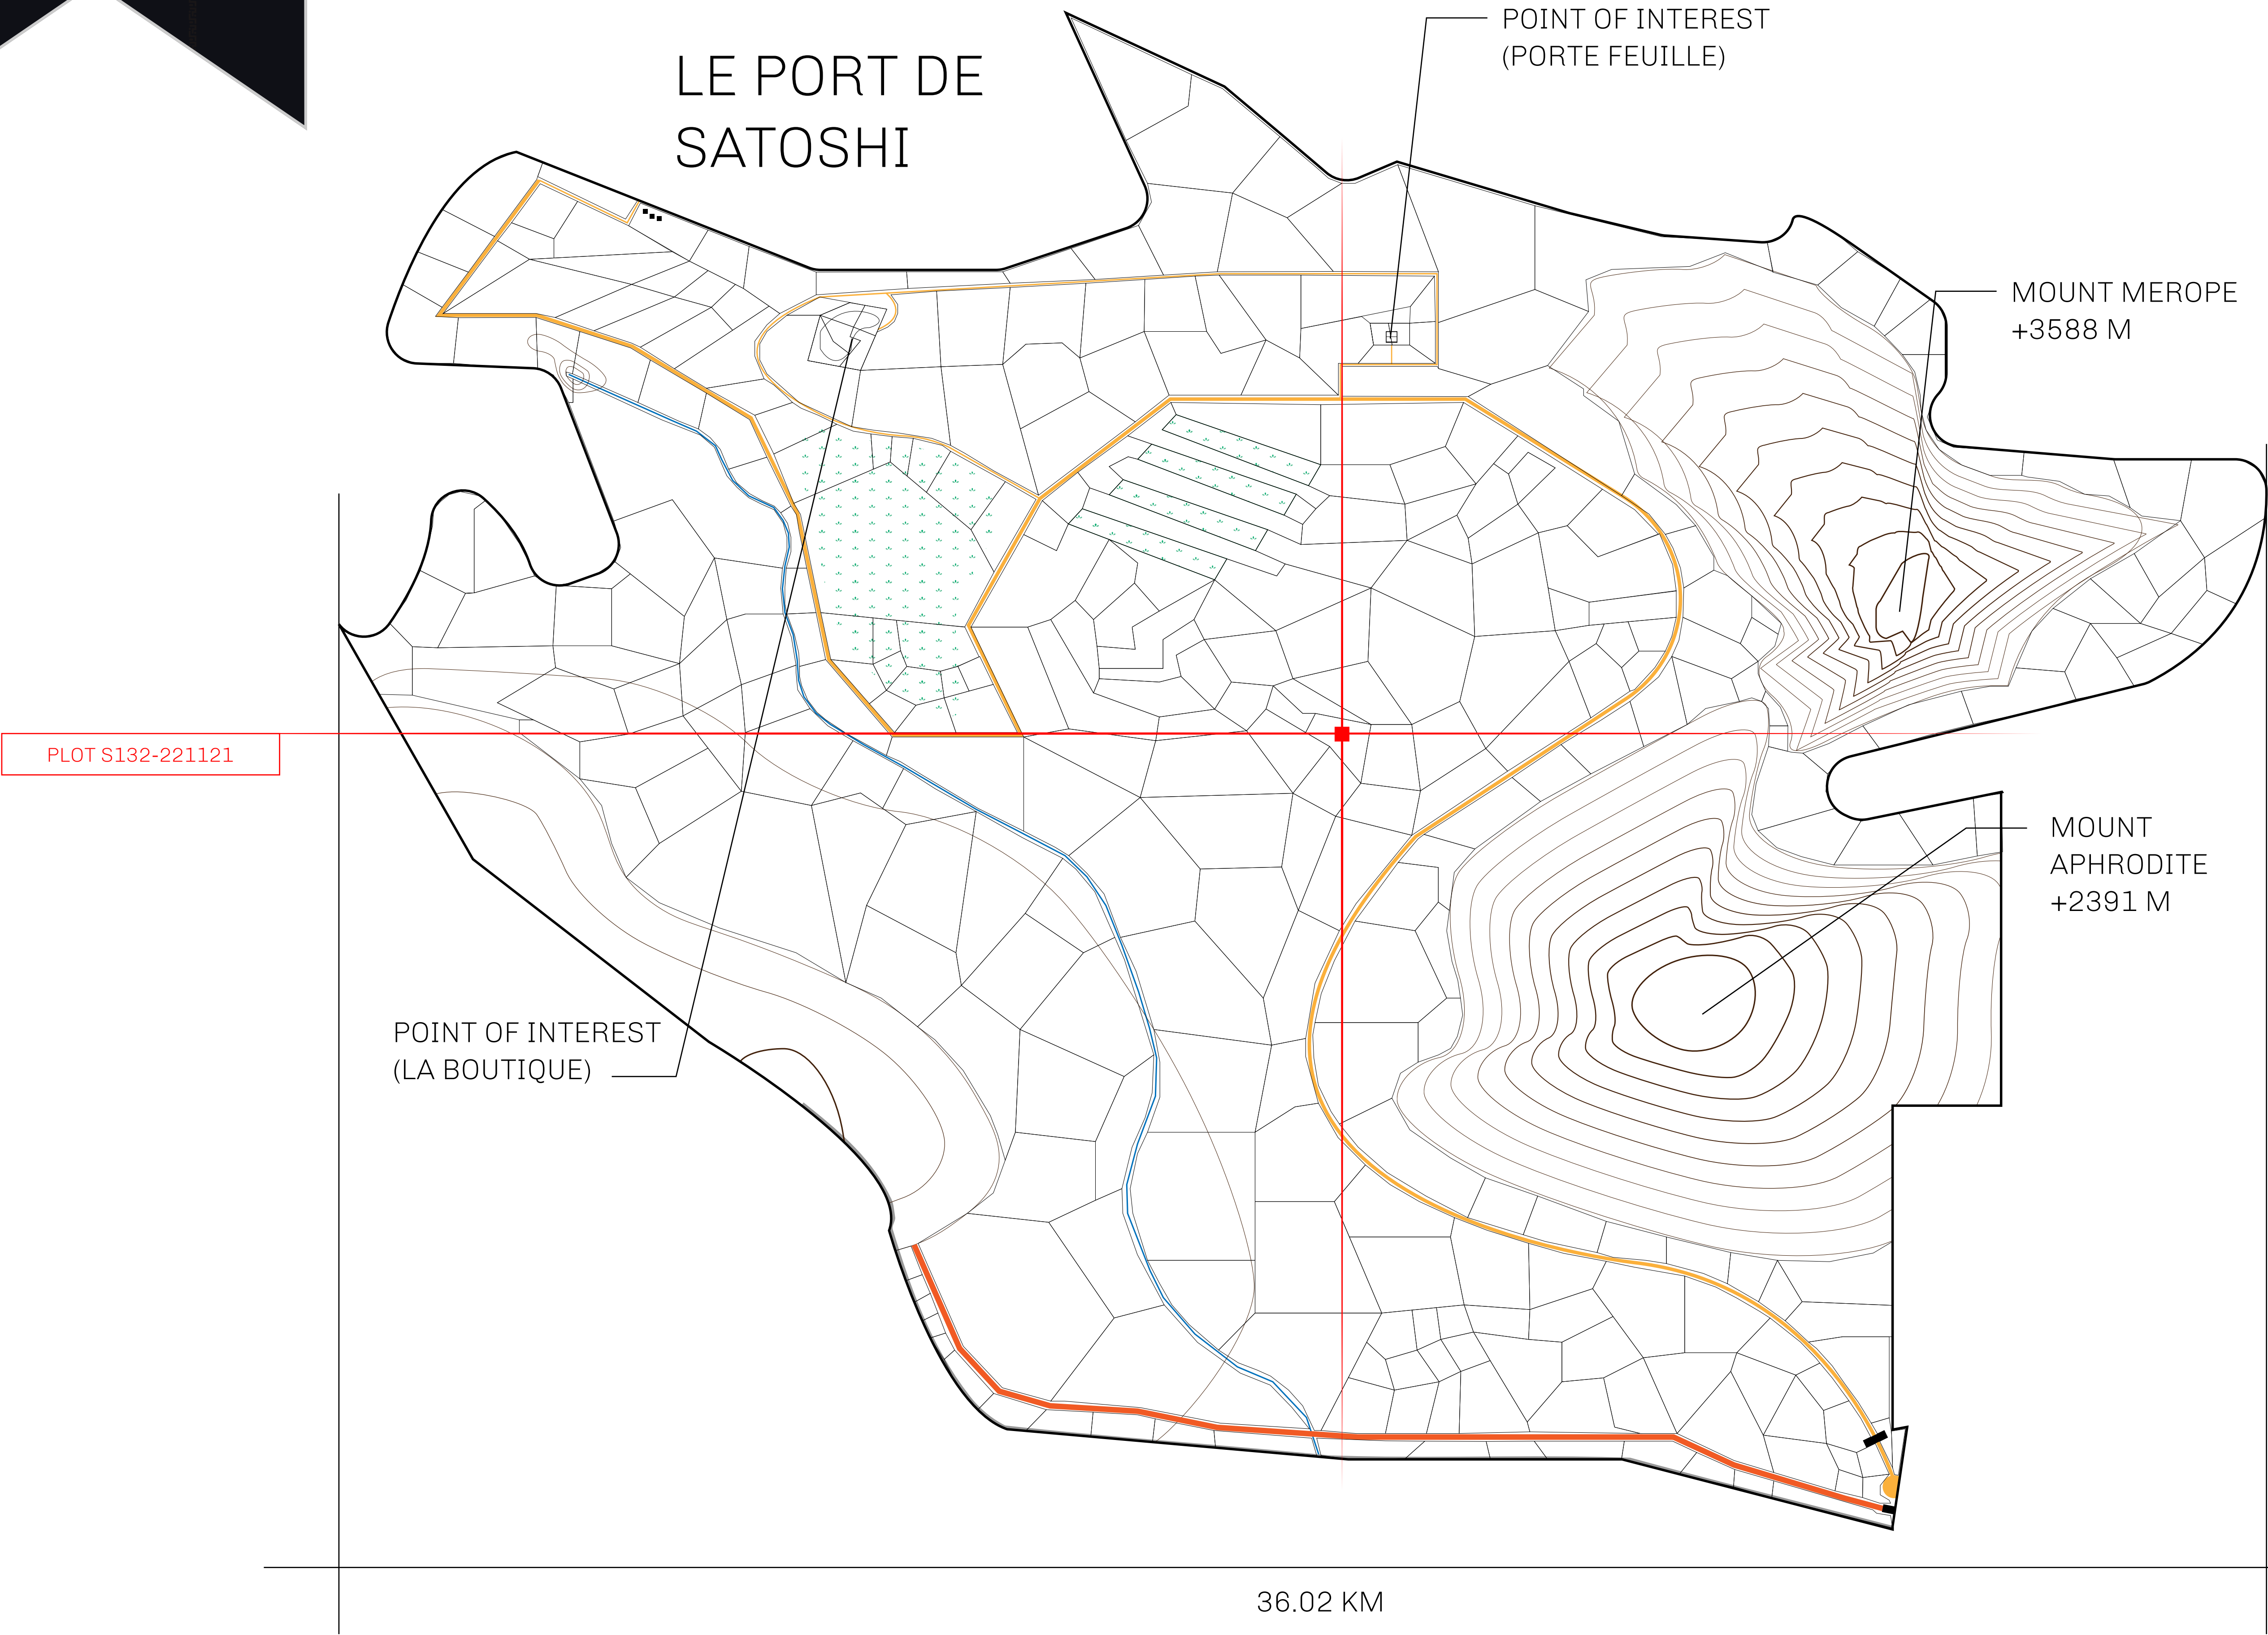 POINT OF INTEREST
(PORTE FEUILLE)
LE PORT DE
SATOSHI
MOUNT MEROPE
+3588 M
PLOT S132-221121
MOUNT
APHRODITE
+2391 M
POINT OF INTEREST
(LA BOUTIQUE)
36.02 KM